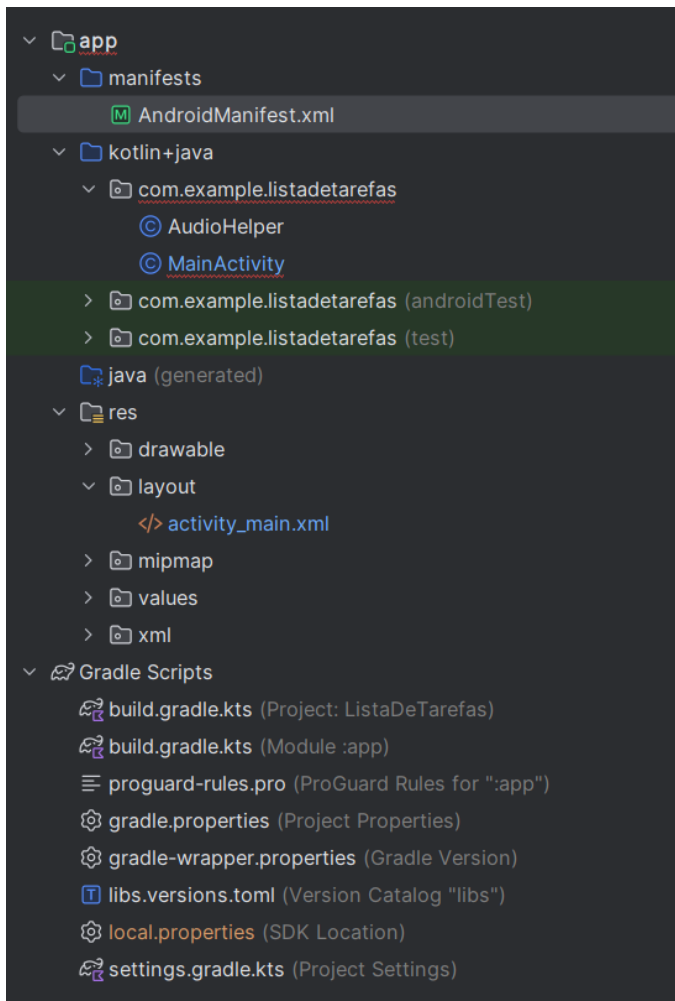 app
manifests
AndroidManifest.xml
kotlin+java
com.example.listadetarefas
AudioHelper
MainActivity
com.example.listadetarefas (androidTest)
com.example.listadetarefas (test)
java (generated)
res
drawable
layout
activity_main.xml
mipmap
values
xml
Gradle Scripts
build.gradle.kts (Project: ListaDeTarefas)
build.gradle.kts (Module :app)
proguard-rules.pro (ProGuard Rules for ":app")
gradle.properties (Project Properties)
gradle-wrapper.properties (Gradle Version)
libs.versions.toml (Version Catalog "libs")
local.properties (SDK Location)
settings.gradle.kts (Project Settings)